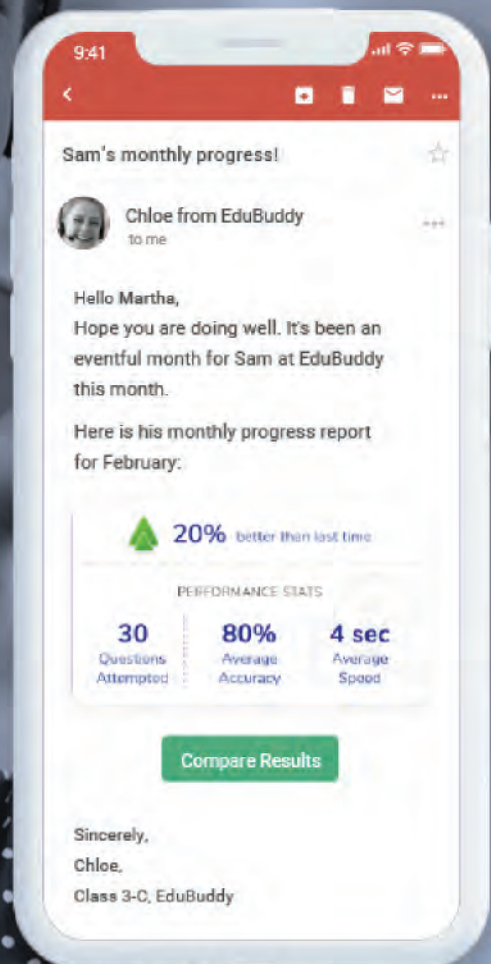 9:41
Sam's monthly progress!
Chloe from EduBuddy
to me
Hello Martha,
Hope you are doing well. It's been an
eventful month for Sam at EduBuddy
this month.
Here is his monthly progress report
for February:
20% better than last time
PERFORMANCE STATS
30 80% 4 sec
Questions Average Average
Attempted Accuracy Speed
Compare Results
Sincerely,
Chloe,
Class 3-C, EduBuddy